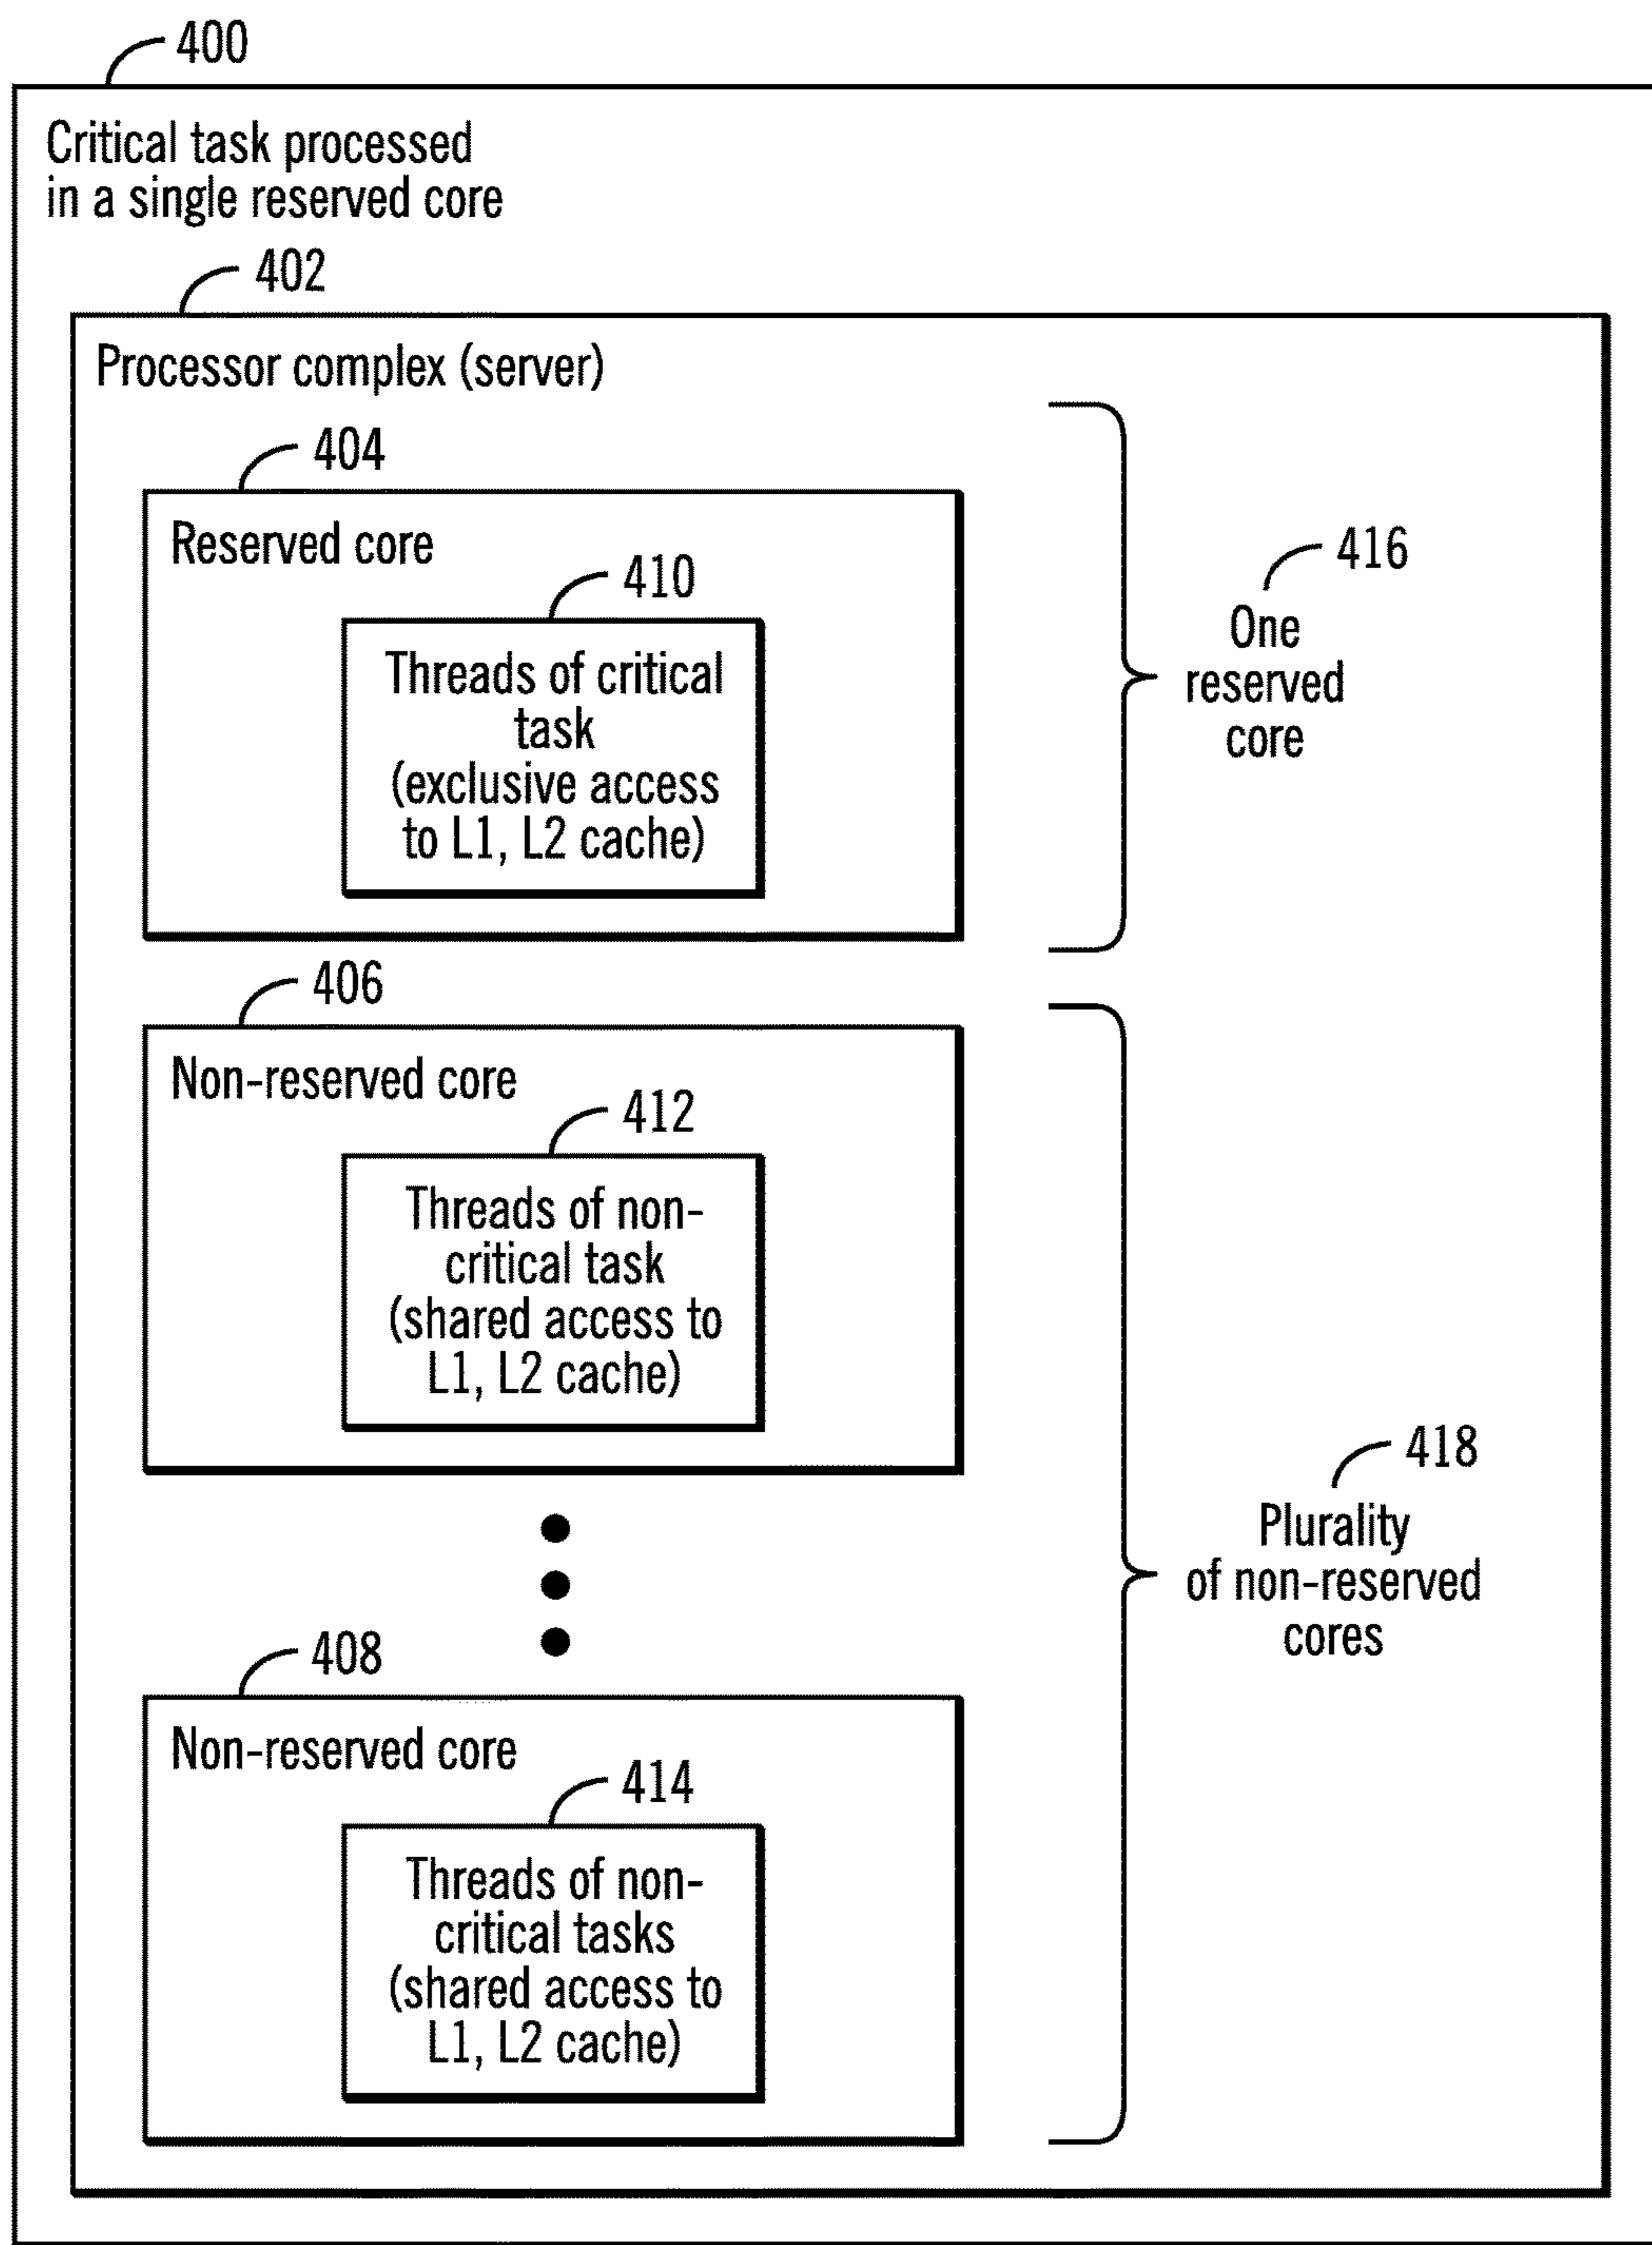 400
Critical task processed
in a single reserved core
402
Processor complex (server)
404
Reserved core
410
Threads of critical
task
(exclusive access
to L1, L2 cache)
416
One
reserved
core
406
Non-reserved core
412
Threads of non-
critical task
(shared access to
L1, L2 cache)
418
Plurality
of non-reserved
cores
408
Non-reserved core
414
Threads of non-
critical tasks
(shared access to
L1, L2 cache)